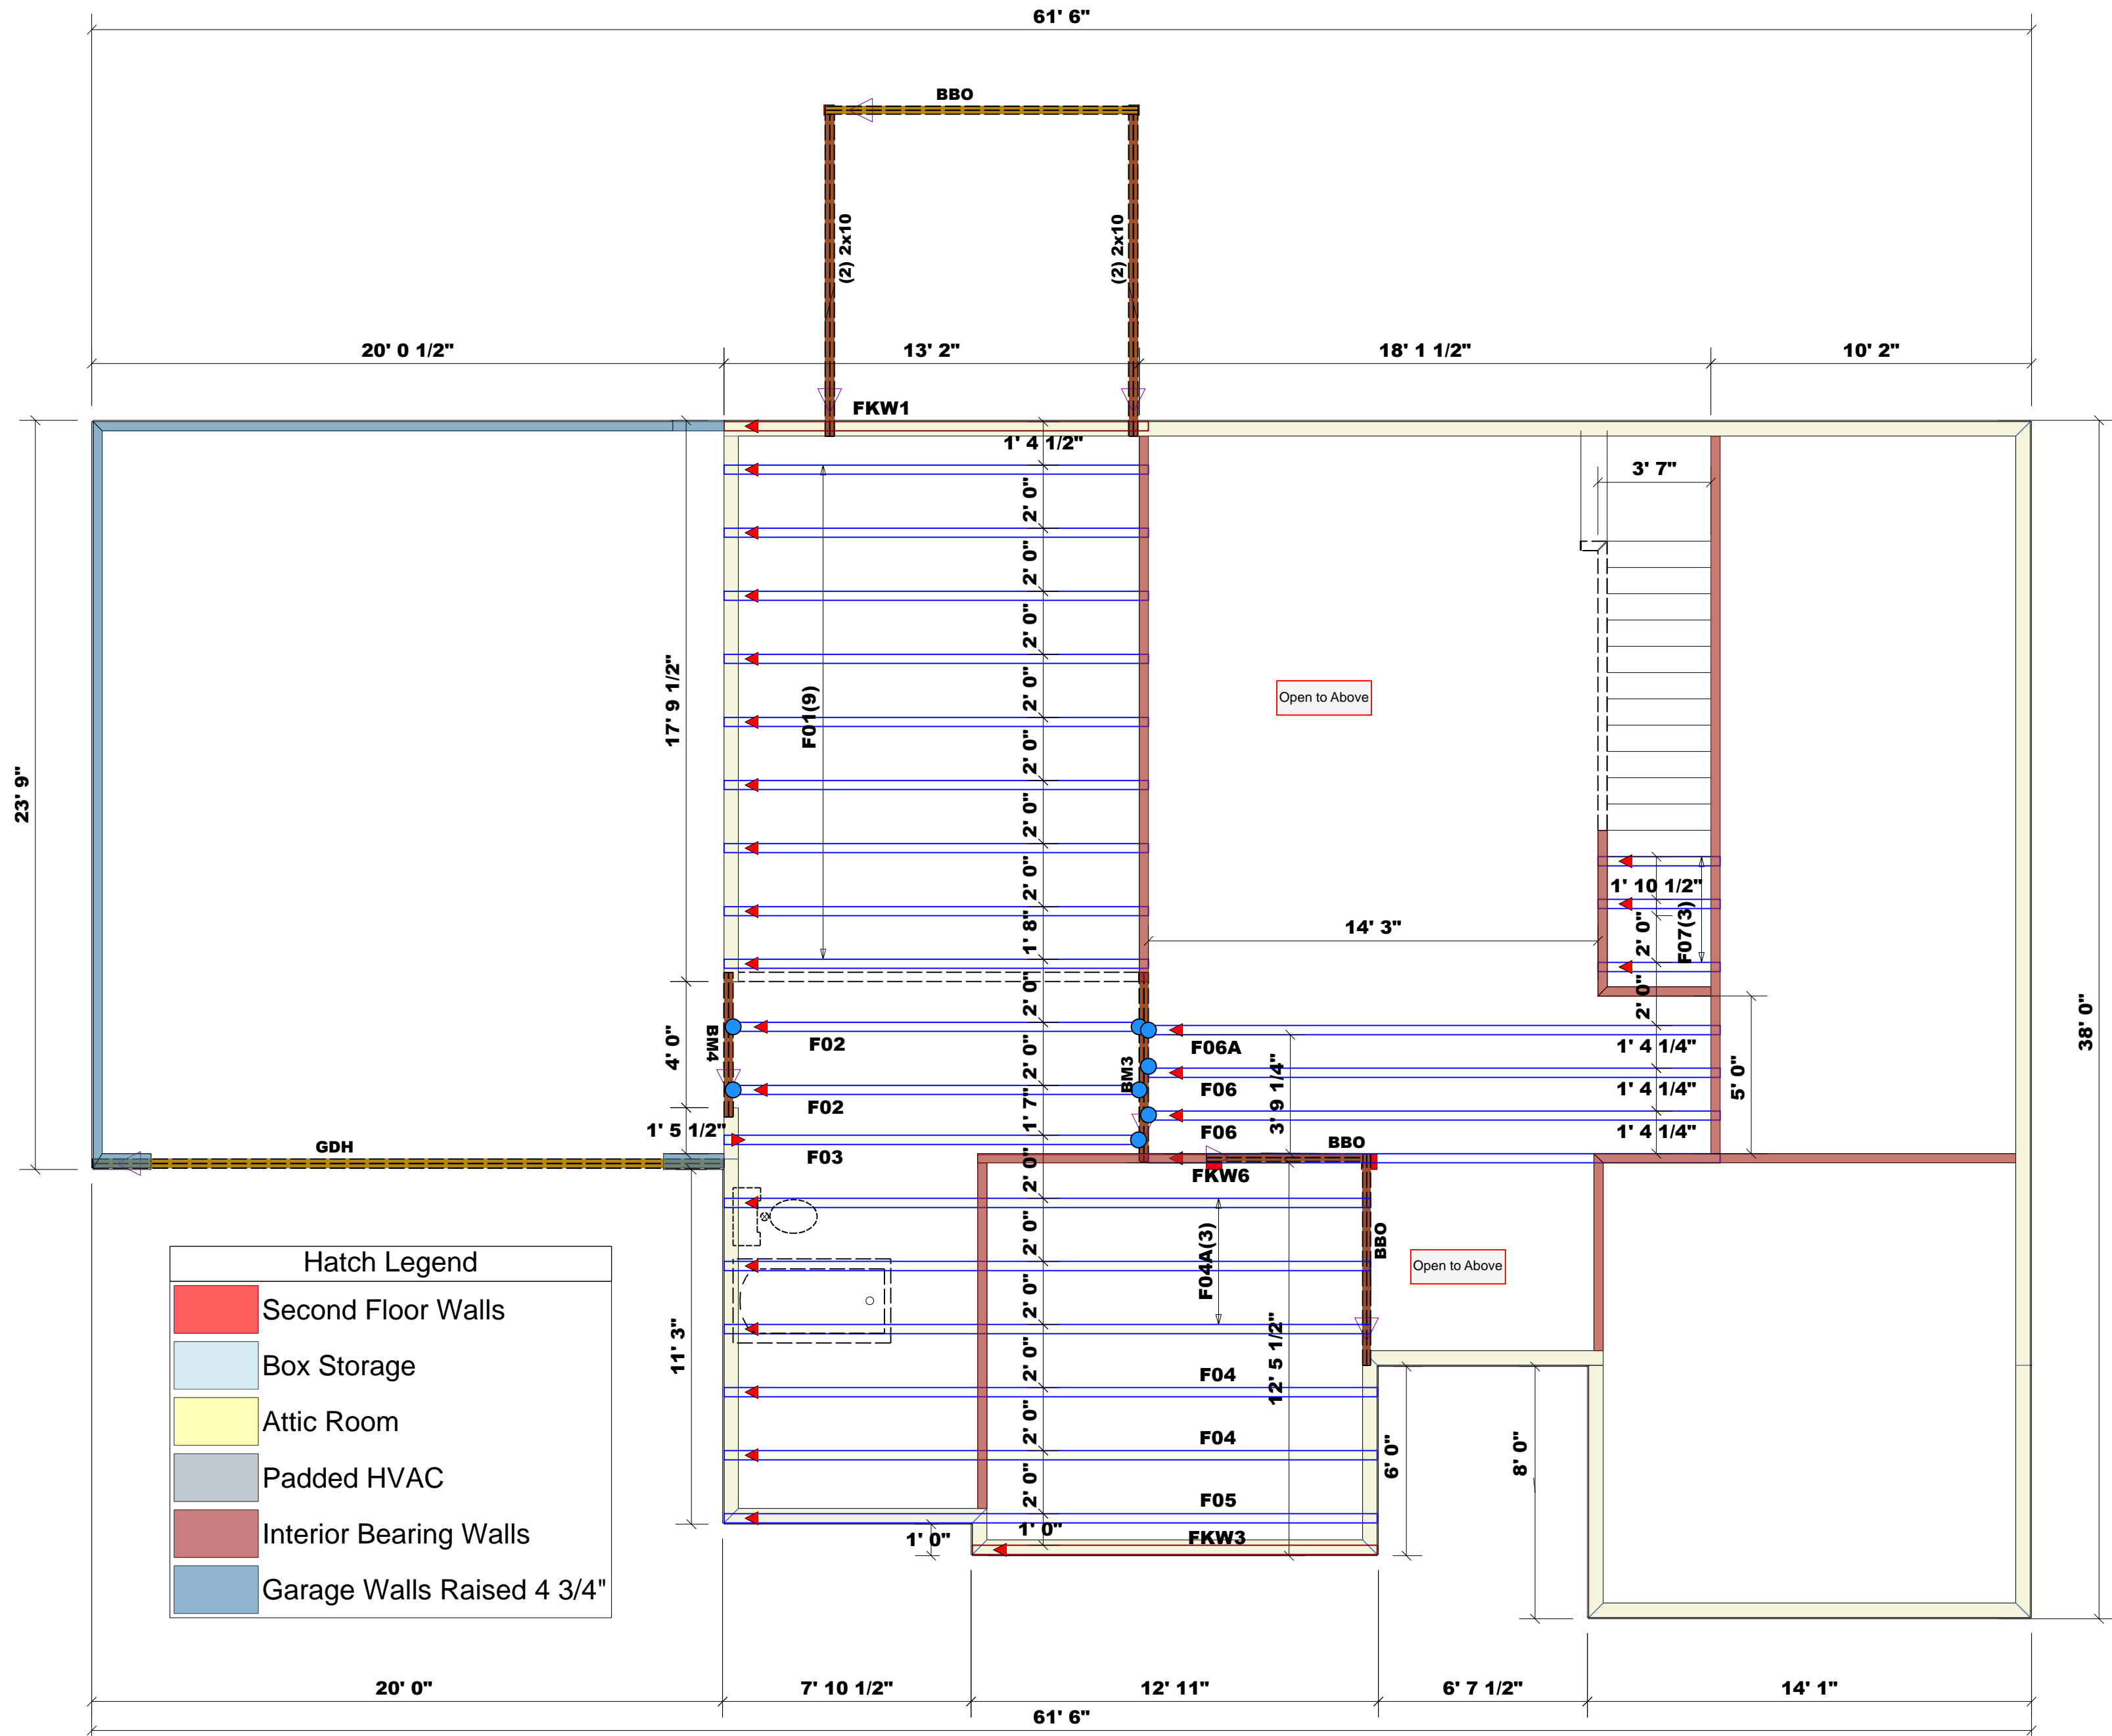 61' 6"
BBO
(2) 2x10
(2) 2x10
20' 0 1/2"
13' 2"
18' 1 1/2"
10' 2"
FKW1
1' 4 1/2"
3' 7"
2' 0"
2' 0"
2' 0"
2' 0"
2' 0"
2' 0"
2' 0"
1' 8"
2' 0"
2' 0"
1' 7"
2' 0"
2' 0"
2' 0"
2' 0"
2' 0"
2' 0"
1' 0"
F01(9)
17' 9 1/2"
23' 9"
Open to Above
14' 3"
1' 10 1/2"
F07(3)
2' 0"
2' 0"
38' 0"
4' 0"
BM4
F02
BM3
F06A
3' 9 1/4"
1' 4 1/4"
5' 0"
F02
F06
1' 4 1/4"
1' 5 1/2"
F06
1' 4 1/4"
GDH
F03
BBO
FKW6
F04A(3)
BBO
Open to Above
11' 3"
12' 5 1/2"
F04
F04
6' 0"
8' 0"
F05
1' 0"
FKW3
Hatch Legend
Second Floor Walls
Box Storage
Attic Room
Padded HVAC
Interior Bearing Walls
Garage Walls Raised 4 3/4"
20' 0"
7' 10 1/2"
12' 11"
6' 7 1/2"
14' 1"
61' 6"